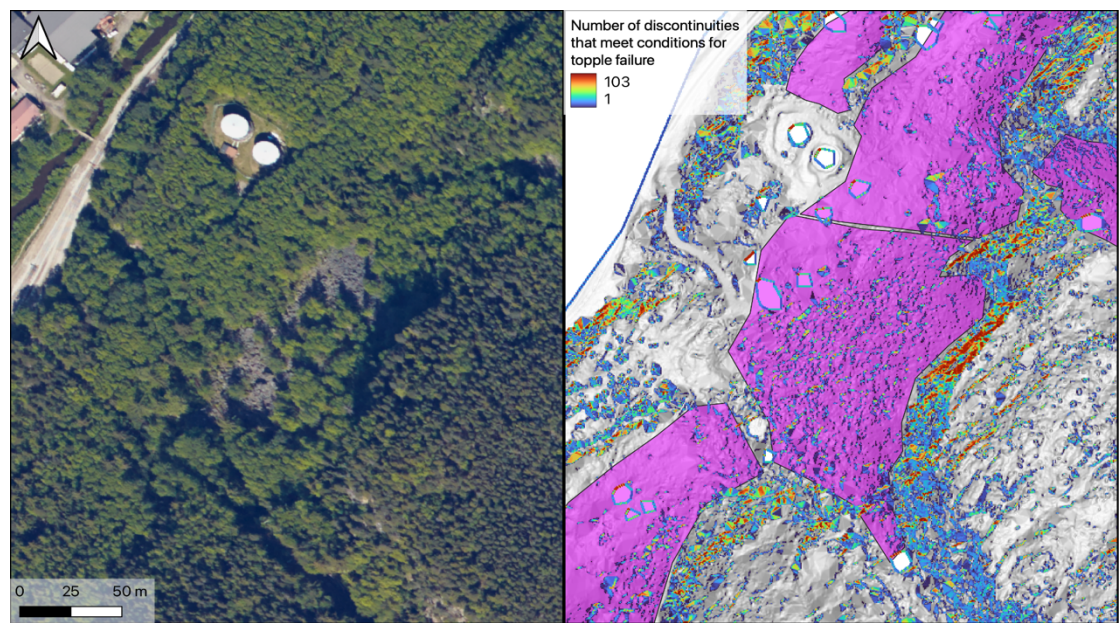 Number of discontinuities
that meet conditions for
topple failure
103
1
0 25 50 m